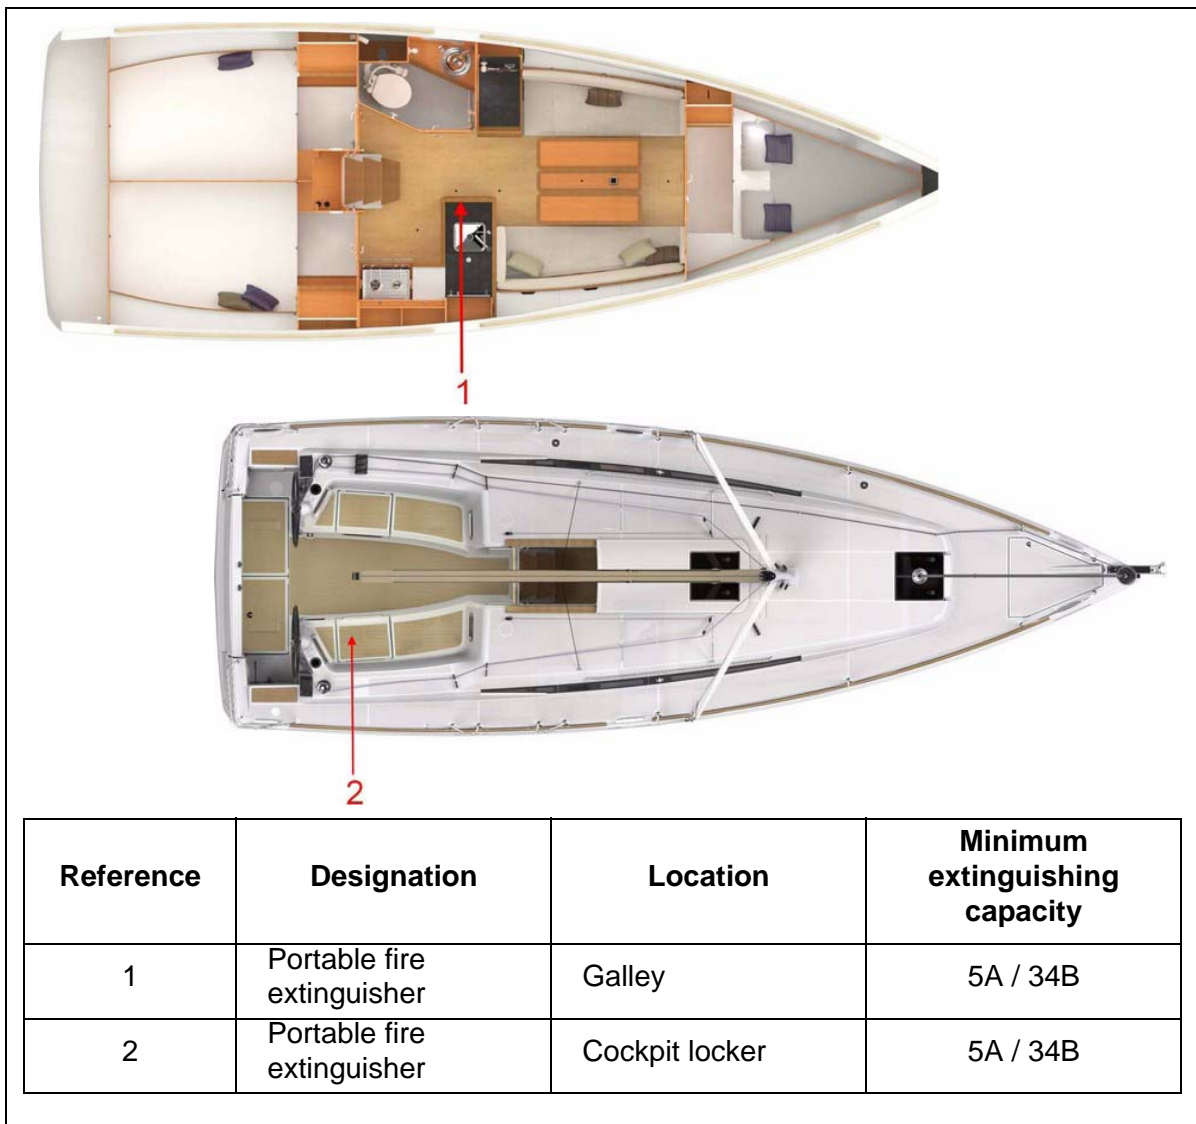 1
2
Reference
Designation
Location
Minimum
extinguishing
capacity
1
Portable fire
extinguisher
Galley
5A / 34B
2
Portable fire
extinguisher
Cockpit locker
5A / 34B